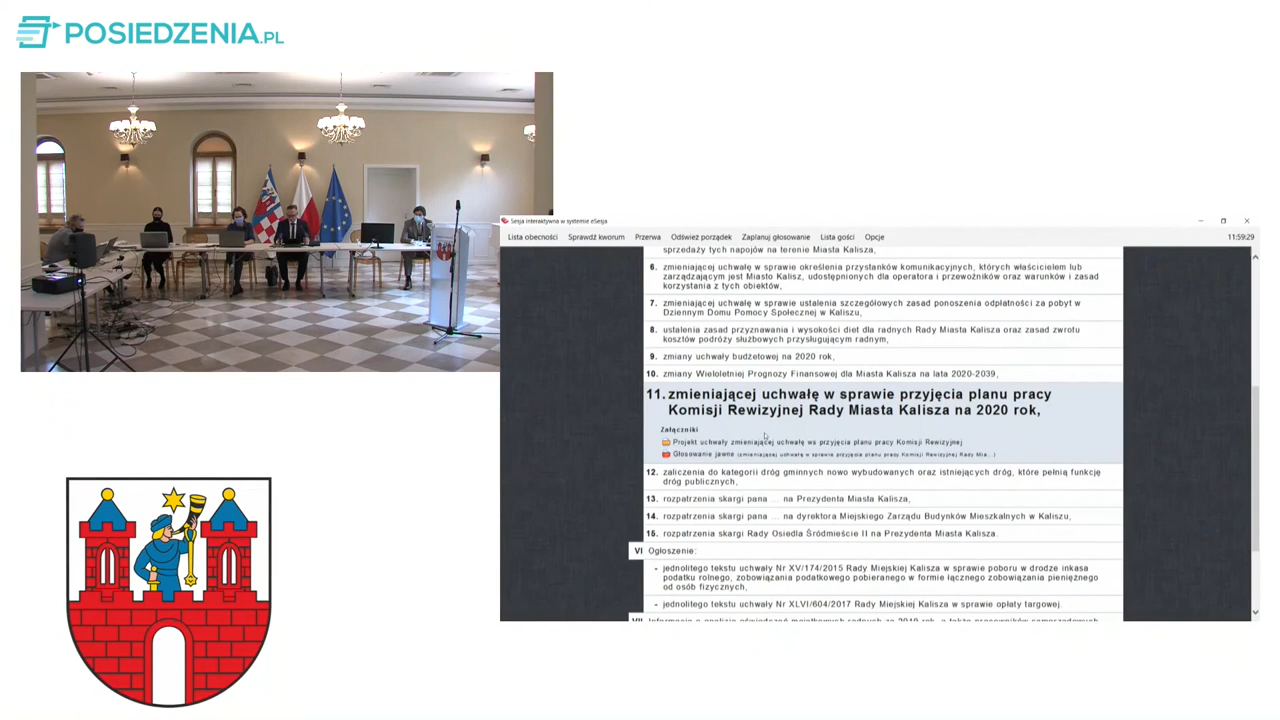 POSIEDZENIA.PL
Sesja interaktywna w systemie eSesja
Lista obecności Sprawdź kworum Przerwa Odśwież porządek Zaplanuj głosowanie Lista gości Opcje 11:59:29
sprzedaży tych napojów na terenie Miasta Kalisza,
6. zmieniającej uchwałę w sprawie określenia przystanków komunikacyjnych, których właścicielem lub
zarządzającym jest Miasto Kalisz, udostępnionych dla operatora i przewoźników oraz warunków i zasad
korzystania z tych obiektów,
7. zmieniającej uchwałę w sprawie ustalenia szczegółowych zasad ponoszenia odpłatności za pobyt w
Dziennym Domu Pomocy Społecznej w Kaliszu,
8. ustalenia zasad przyznawania i wysokości diet dla radnych Rady Miasta Kalisza oraz zasad zwrotu
kosztów podróży służbowych przysługującym radnym,
9. zmiany uchwały budżetowej na 2020 rok,
10. zmiany Wieloletniej Prognozy Finansowej dla Miasta Kalisza na lata 2020-2039,
11. zmieniającej uchwałę w sprawie przyjęcia planu pracy
Komisji Rewizyjnej Rady Miasta Kalisza na 2020 rok,
Załączniki
Projekt uchwały zmieniającej uchwałę ws przyjęcia planu pracy Komisji Rewizyjnej
Głosowanie jawne (zmieniającej uchwałę w sprawie przyjęcia planu pracy Komisji Rewizyjnej Rady Mia...)
12. zaliczenia do kategorii dróg gminnych nowo wybudowanych oraz istniejących dróg, które pełnią funkcję
dróg publicznych,
13. rozpatrzenia skargi pana ... na Prezydenta Miasta Kalisza,
14. rozpatrzenia skargi pana ... na dyrektora Miejskiego Zarządu Budynków Mieszkalnych w Kaliszu,
15. rozpatrzenia skargi Rady Osiedla Śródmieście II na Prezydenta Miasta Kalisza.
VI Ogłoszenie:
- jednolitego tekstu uchwały Nr XV/174/2015 Rady Miejskiej Kalisza w sprawie poboru w drodze inkasa
podatku rolnego, zobowiązania podatkowego pobieranego w formie łącznego zobowiązania pieniężnego
od osób fizycznych,
- jednolitego tekstu uchwały Nr XLVI/604/2017 Rady Miejskiej Kalisza w sprawie opłaty targowej.